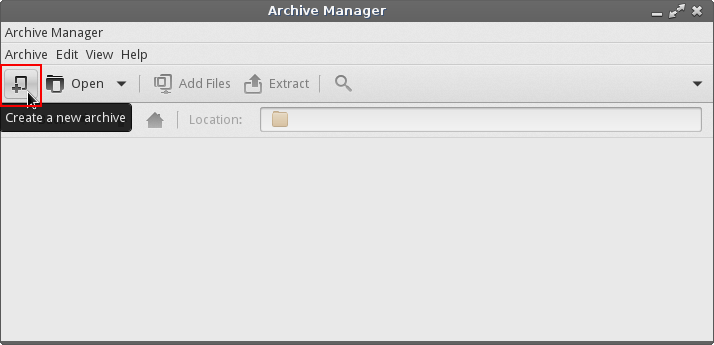 Archive Manager
Archive Manager
Archive Edit View Help
Open Add Files Extract
Create a new archive Location: